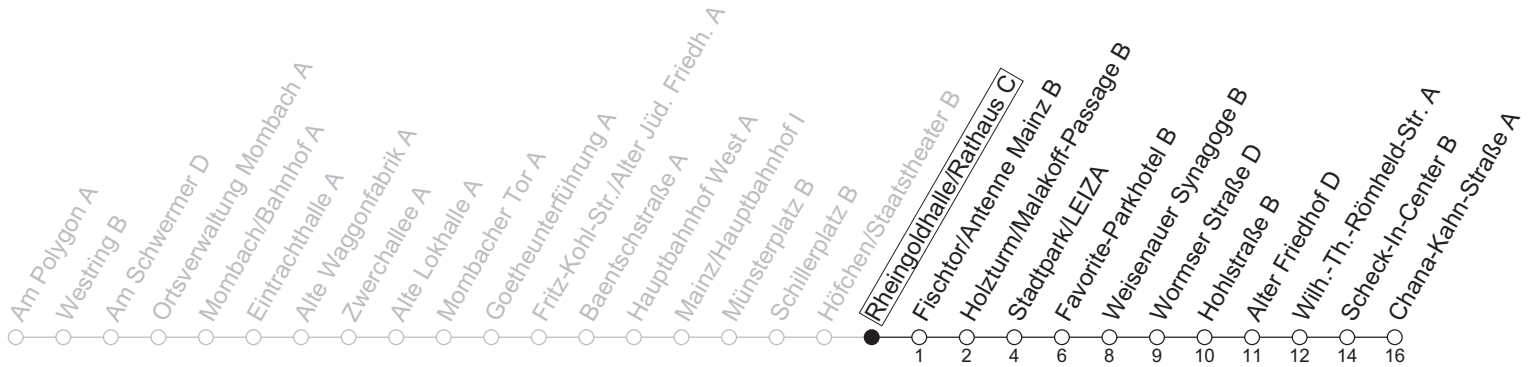 Am Polygon A
Westring B
Am Schwermer D
Ortsverwaltung Mombach A
Mombach/Bahnhof A
Eintrachthalle A
Alte Waggonfabrik A
Zwerchallee A
Alte Lokhalle A
Mombacher Tor A
Goetheunterführung A
Fritz-Kohl-Str./Alter Jüd. Friedh. A
Baentschstraße A
Hauptbahnhof West A
Mainz/Hauptbahnhof I
Münsterplatz B
Schillerplatz B
Höfchen/Staatstheater B
Rheingoldhalle/Rathaus C
Fischtor/Antenne Mainz B
Holzturm/Malakoff-Passage B
Stadtpark/LEIZA
Favorite-Parkhotel B
Weisenauer Synagoge B
Wormser Straße D
Hohlstraße B
Alter Friedhof D
Wilh.-Th.-Römheld-Str. A
Scheck-In-Center B
Chana-Kahn-Straße A
1 2 4 6 8 9 10 11 12 14 16